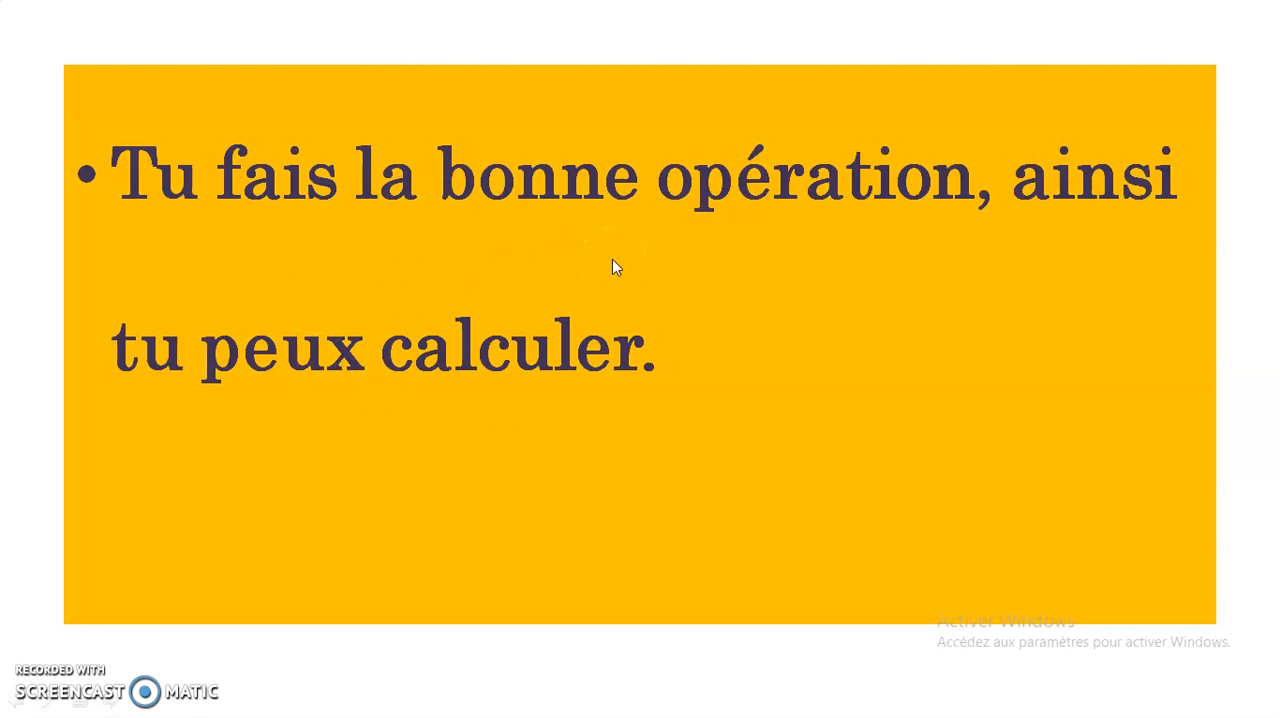 • Tu fais la bonne opération, ainsi
tu peux calculer.
Activer Windows
Accédez aux paramètres pour activer Windows.
RECORDED WITH
SCREENCAST MATIC